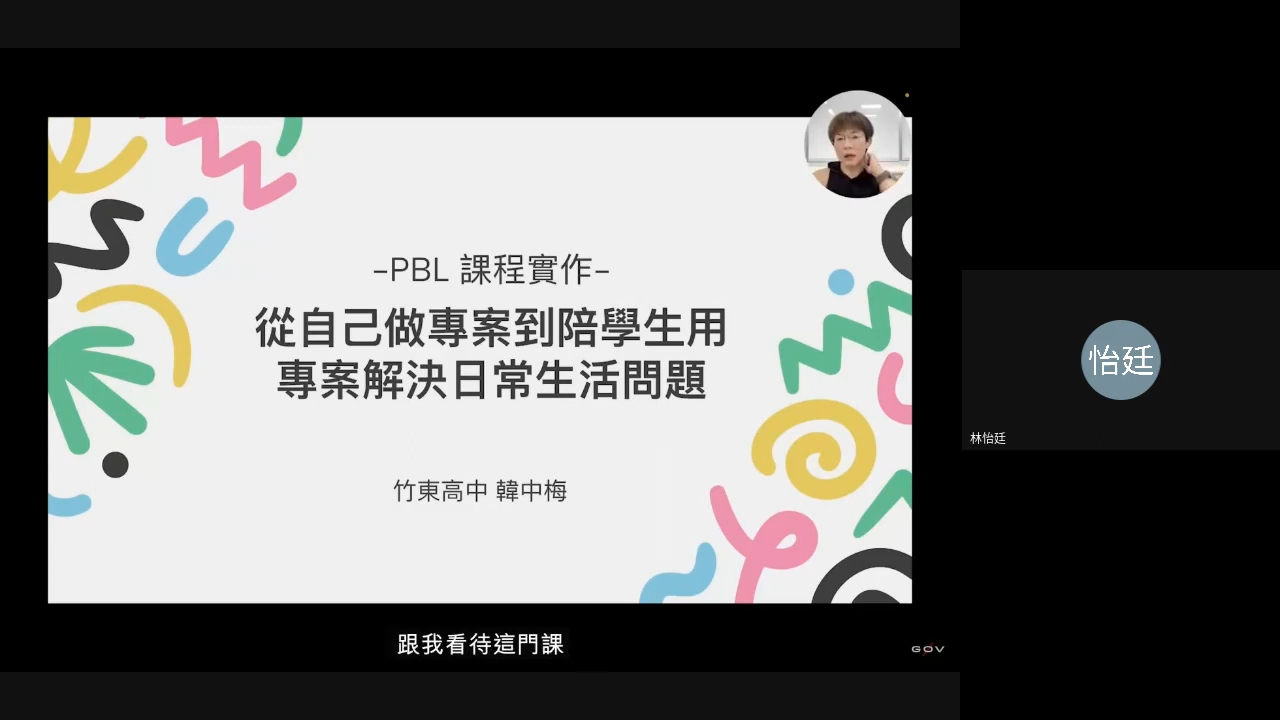 –PBL 課程實作–
從自己做專案到陪學生用
專案解決日常生活問題
竹東高中 韓中梅
跟我看待這門課
GOV
怡廷
林怡廷